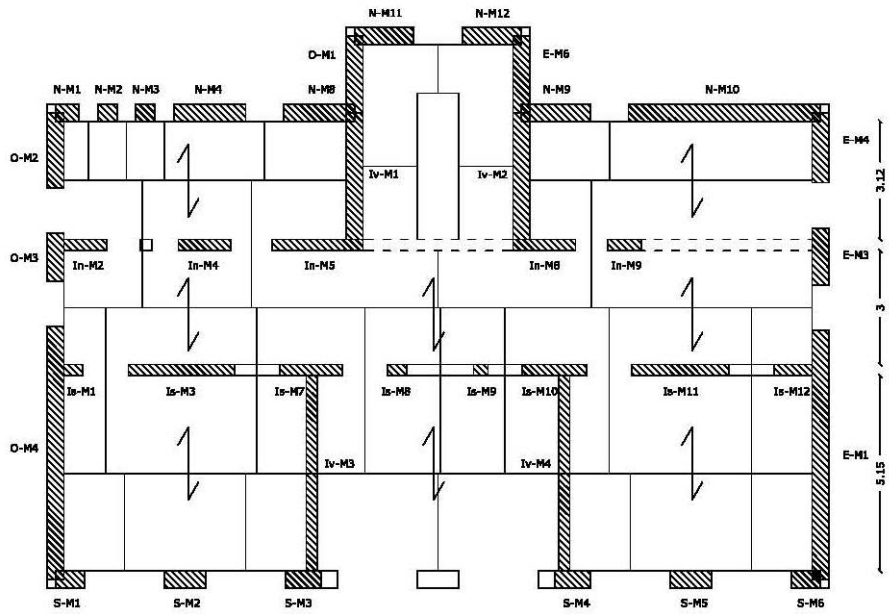 N-M11 N-M12
O-M1 E-M6
N-M1 N-M2 N-M3 N-M4 N-M8 N-M9 N-M10
O-M2 E-M4
3.12
Iv-M1 Iv-M2
O-M3 E-M3
In-M2 In-M4 In-M5 In-M8 In-M9
3
Is-M1 Is-M3 Is-M7 Is-M8 Is-M9 Is-M10 Is-M11 Is-M12
O-M4 E-M1
Iv-M3 Iv-M4
5.15
S-M1 S-M2 S-M3 S-M4 S-M5 S-M6